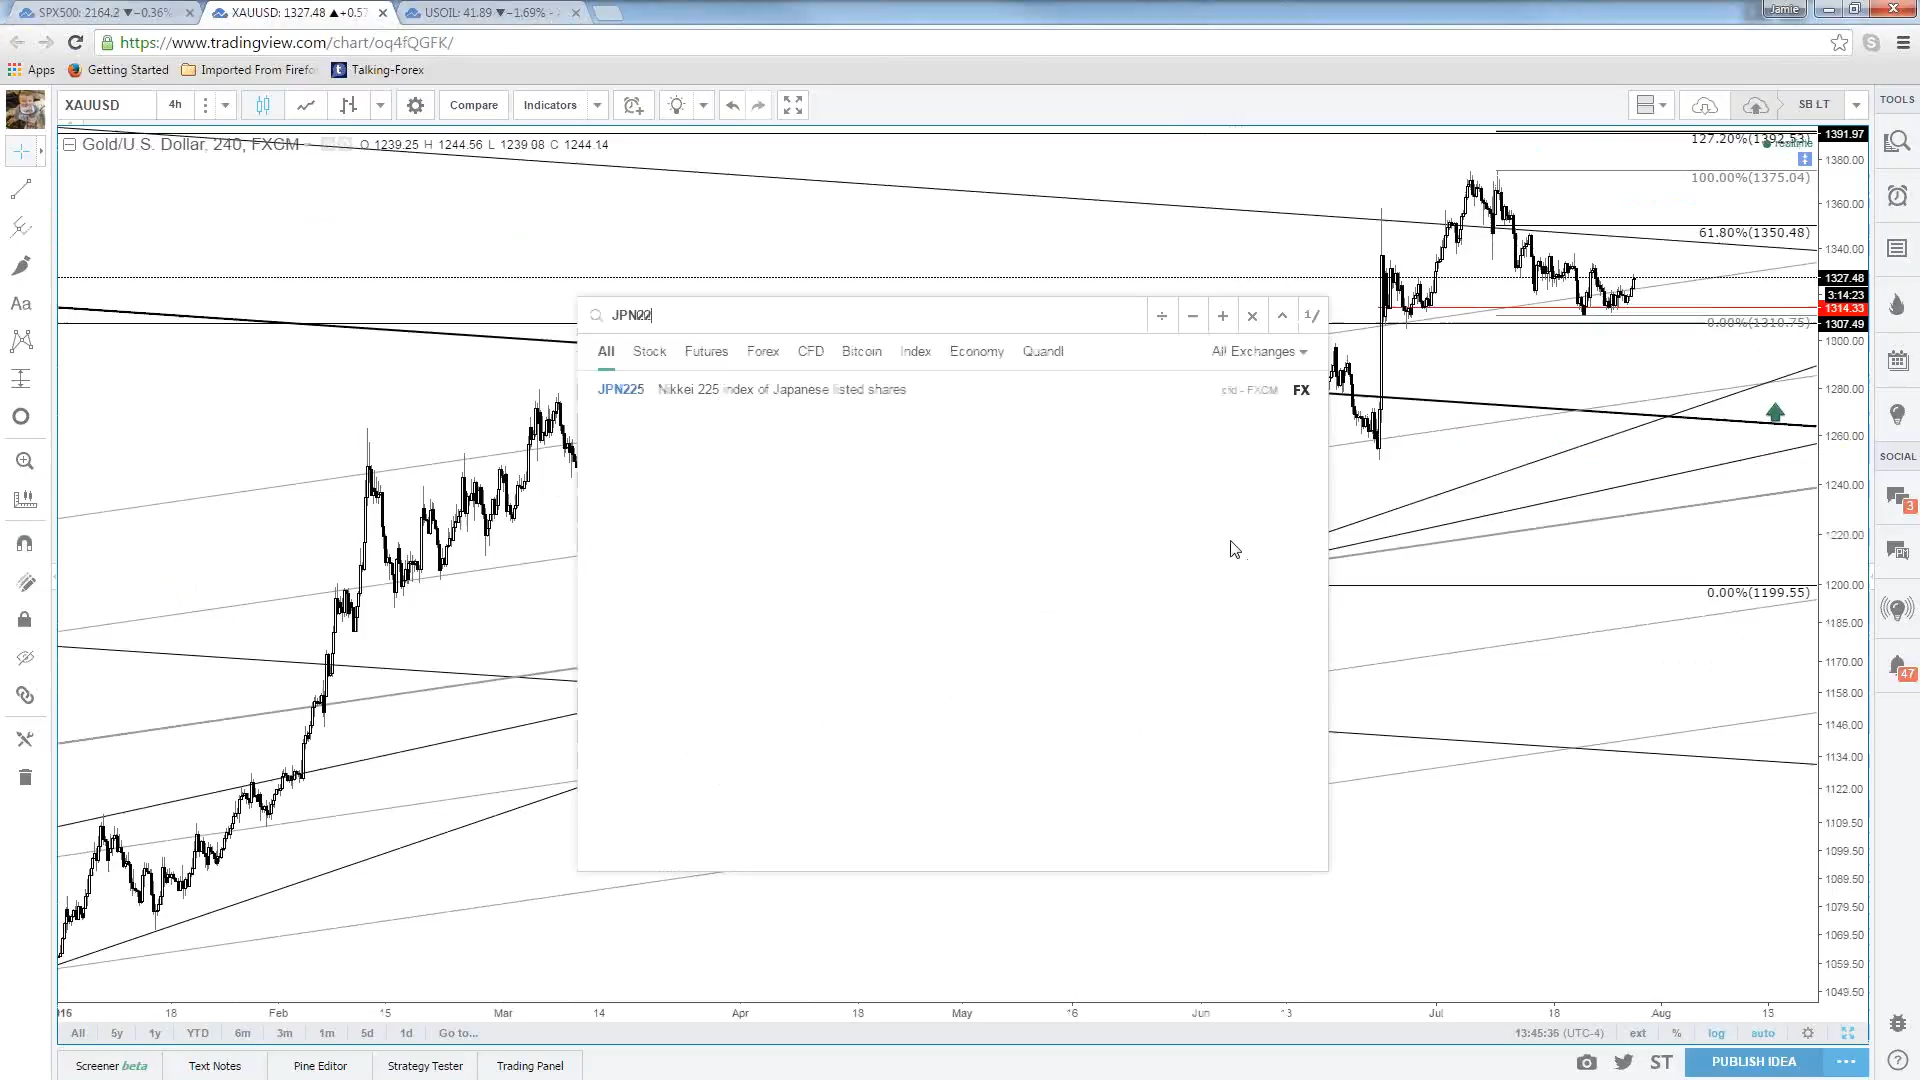 SPX500: 2164.2 ▼−0.36%
XAUUSD: 1327.48 ▲+0.57
USOIL: 41.89 ▼−1.69% -
Jamie
https://www.tradingview.com/chart/oq4fQGFK/
Apps
Getting Started
Imported From Firefo
Talking-Forex
XAUUSD
4h
Compare
Indicators
SB LT
TOOLS
Gold/U.S. Dollar, 240, FXCM
O 1239.25 H 1244.56 L 1239.08 C 1244.14
127.20%(1392.53)
realtime
100.00%(1375.04)
61.80%(1350.48)
0.00%(1310.75)
0.00%(1199.55)
1391.97
1380.00
1360.00
1340.00
1327.48
3:14:23
1314.33
1307.49
1300.00
1280.00
1260.00
1240.00
1220.00
1200.00
1185.00
1170.00
1158.00
1146.00
1134.00
1122.00
1109.50
1099.50
1089.50
1079.50
1069.50
1059.50
1049.50
JPN22
All Stock Futures Forex CFD Bitcoin Index Economy Quandl
All Exchanges
JPN225 Nikkei 225 index of Japanese listed shares
cfd - FXCM FX
SOCIAL
3
47
18 Feb 15 Mar 14 Apr 18 May 16 Jun 13 Jul 18 Aug 13
All 5y 1y YTD 6m 3m 1m 5d 1d Go to...
13:45:36 (UTC-4) ext % log auto
Screener beta
Text Notes
Pine Editor
Strategy Tester
Trading Panel
ST
PUBLISH IDEA